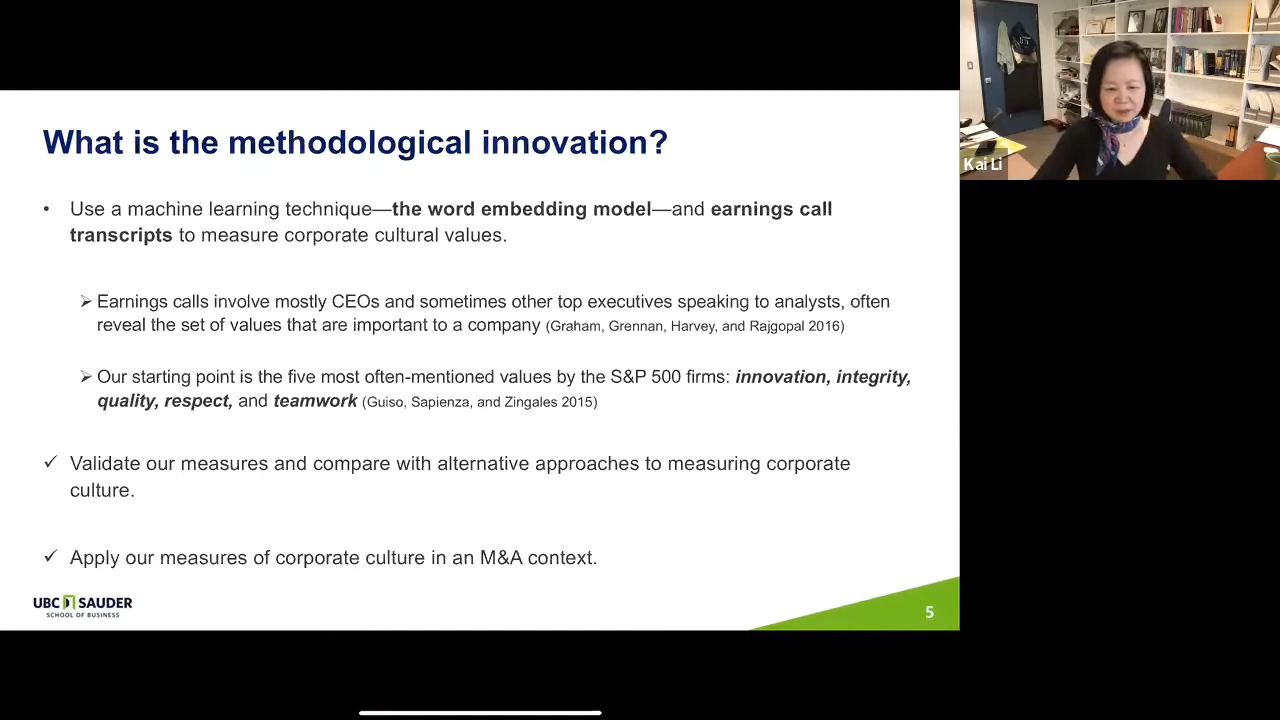 What is the methodological innovation?
• Use a machine learning technique—the word embedding model—and earnings call
transcripts to measure corporate cultural values.
➢ Earnings calls involve mostly CEOs and sometimes other top executives speaking to analysts, often
reveal the set of values that are important to a company (Graham, Grennan, Harvey, and Rajgopal 2016)
➢ Our starting point is the five most often-mentioned values by the S&P 500 firms: innovation, integrity,
quality, respect, and teamwork (Guiso, Sapienza, and Zingales 2015)
✓ Validate our measures and compare with alternative approaches to measuring corporate
culture.
✓ Apply our measures of corporate culture in an M&A context.
UBC SAUDER
SCHOOL OF BUSINESS
5
Kai Li